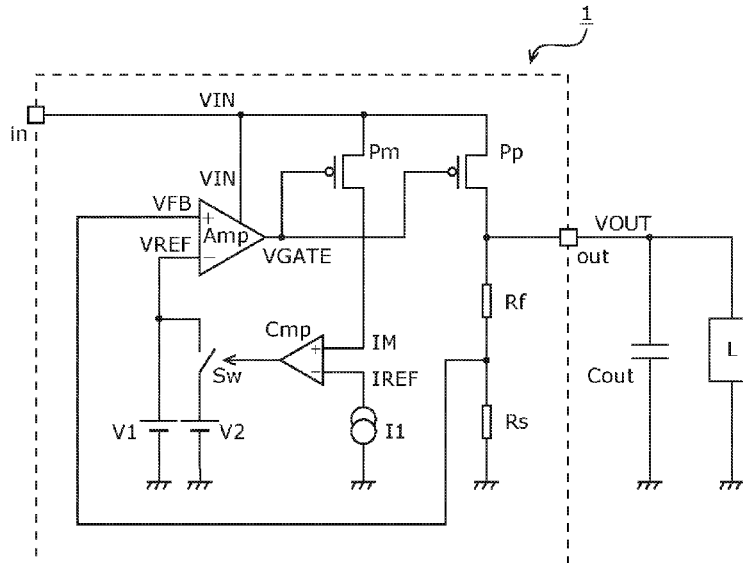 1
VIN
in
Pm
Pp
VIN
VFB
Amp
+
−
VREF
VGATE
VOUT
out
Rf
Cmp
+
−
IM
IREF
Sw
L
Cout
V1
V2
I1
Rs